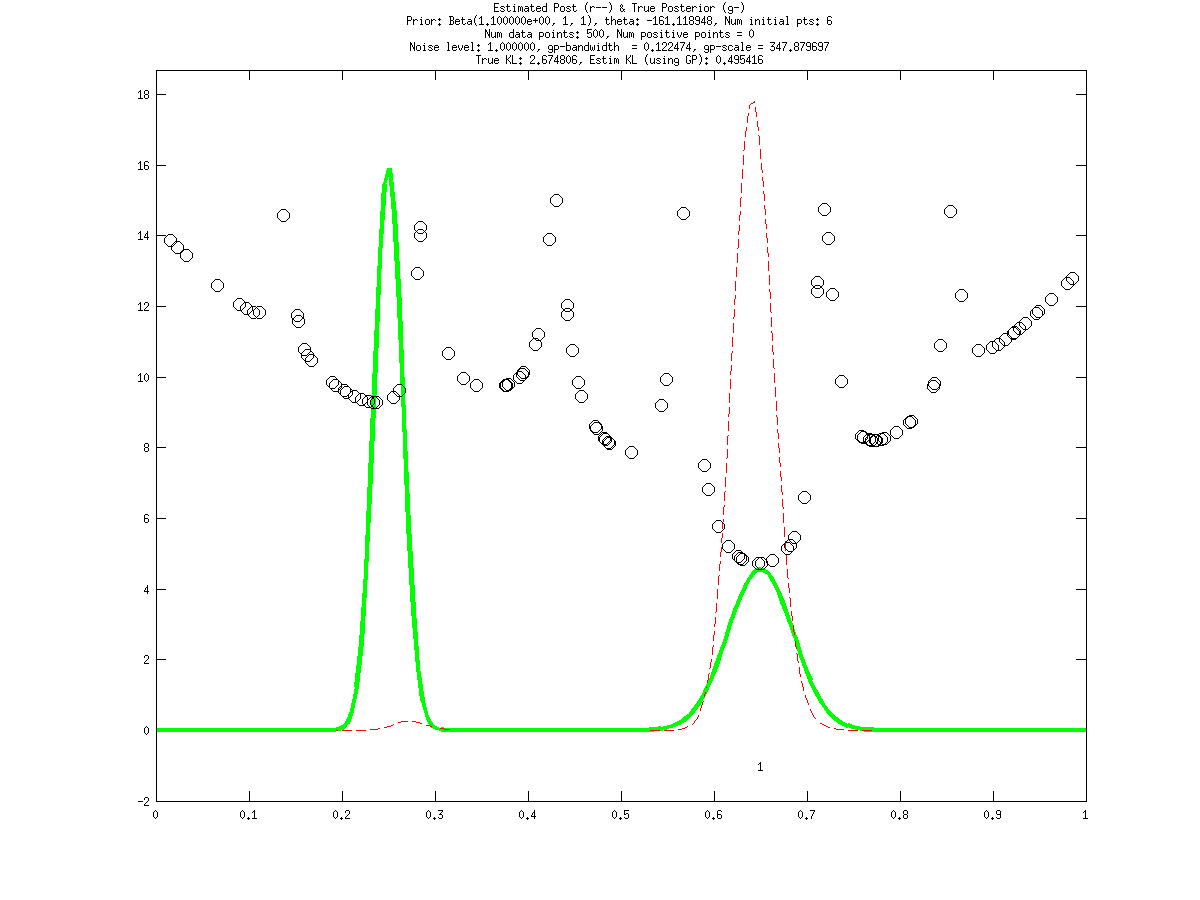 Estimated Post (r--) & True Posterior (g-)
Prior: Beta(1.100000e+00, 1, 1), theta: -161.118948, Num initial pts: 6
Num data points: 500, Num positive points = 0
Noise level: 1.000000, gp-bandwidth  = 0.122474, gp-scale = 347.879697
True KL: 2.674806, Estim KL (using GP): 0.495416
18
16
14
12
10
8
6
4
2
0
-2
1
0 0.1 0.2 0.3 0.4 0.5 0.6 0.7 0.8 0.9 1